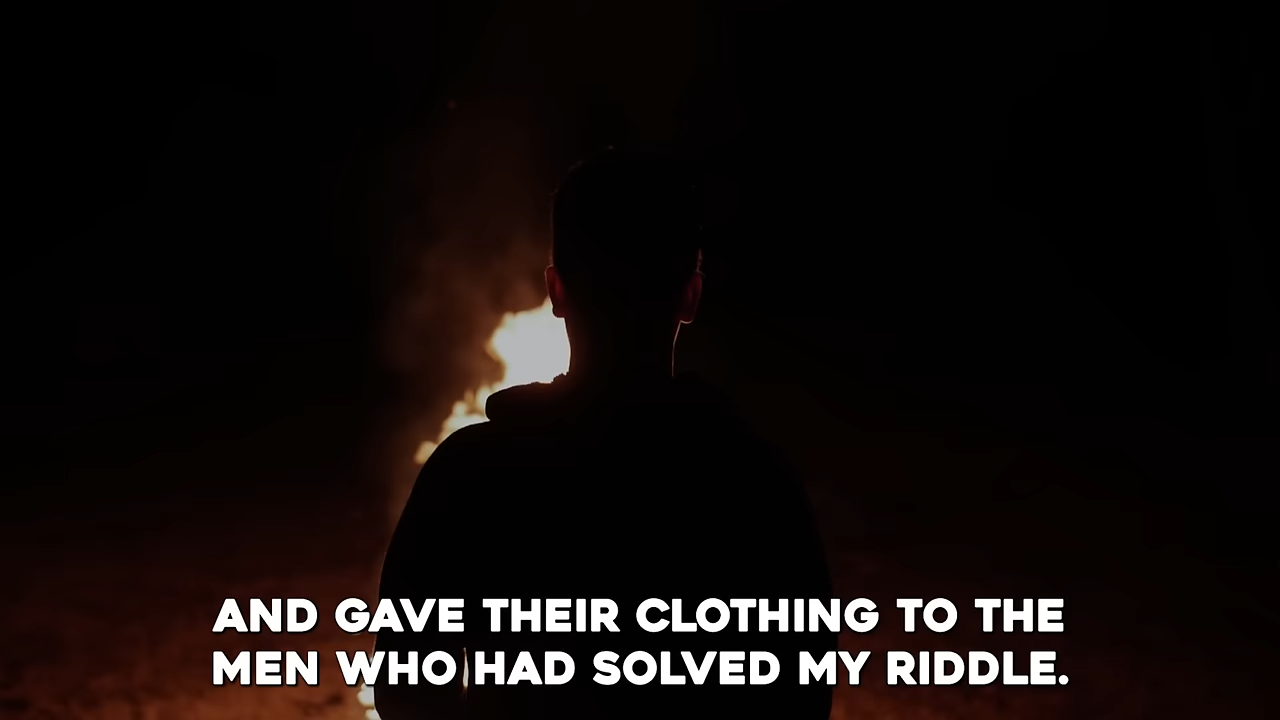 AND GAVE THEIR CLOTHING TO THE
MEN WHO HAD SOLVED MY RIDDLE.